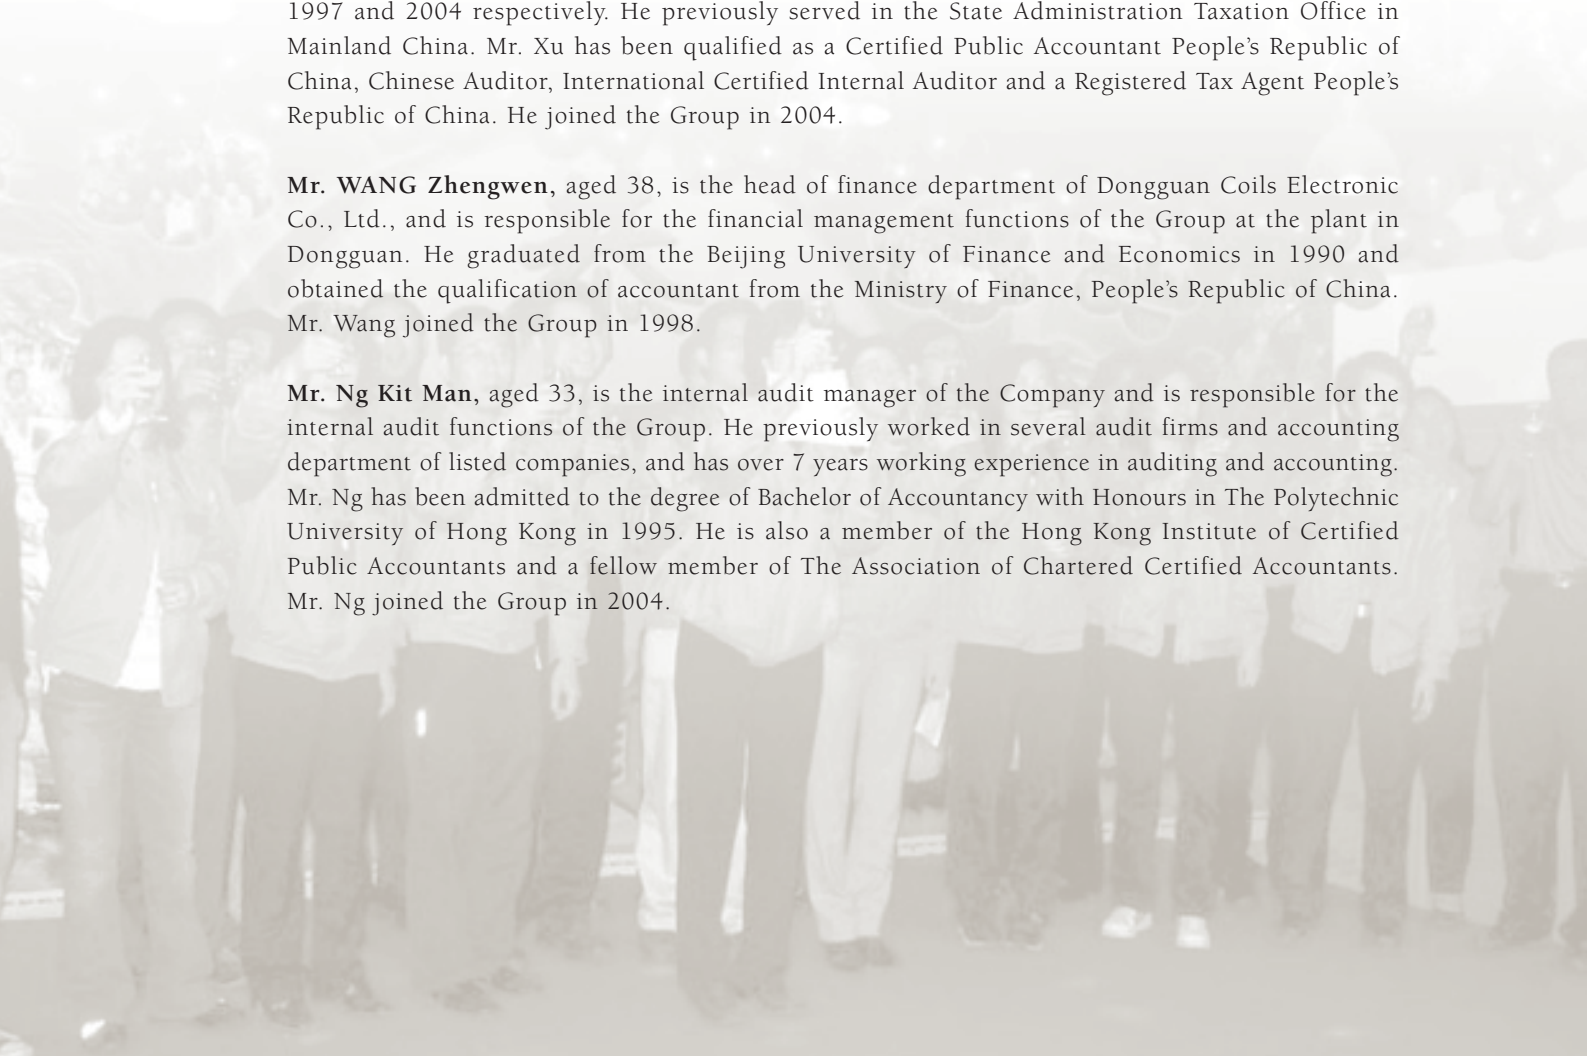 1997 and 2004 respectively. He previously served in the State Administration Taxation Office in
Mainland China. Mr. Xu has been qualified as a Certified Public Accountant People's Republic of
China, Chinese Auditor, International Certified Internal Auditor and a Registered Tax Agent People's
Republic of China. He joined the Group in 2004.
Mr. WANG Zhengwen, aged 38, is the head of finance department of Dongguan Coils Electronic
Co., Ltd., and is responsible for the financial management functions of the Group at the plant in
Dongguan. He graduated from the Beijing University of Finance and Economics in 1990 and
obtained the qualification of accountant from the Ministry of Finance, People's Republic of China.
Mr. Wang joined the Group in 1998.
Mr. Ng Kit Man, aged 33, is the internal audit manager of the Company and is responsible for the
internal audit functions of the Group. He previously worked in several audit firms and accounting
department of listed companies, and has over 7 years working experience in auditing and accounting.
Mr. Ng has been admitted to the degree of Bachelor of Accountancy with Honours in The Polytechnic
University of Hong Kong in 1995. He is also a member of the Hong Kong Institute of Certified
Public Accountants and a fellow member of The Association of Chartered Certified Accountants.
Mr. Ng joined the Group in 2004.